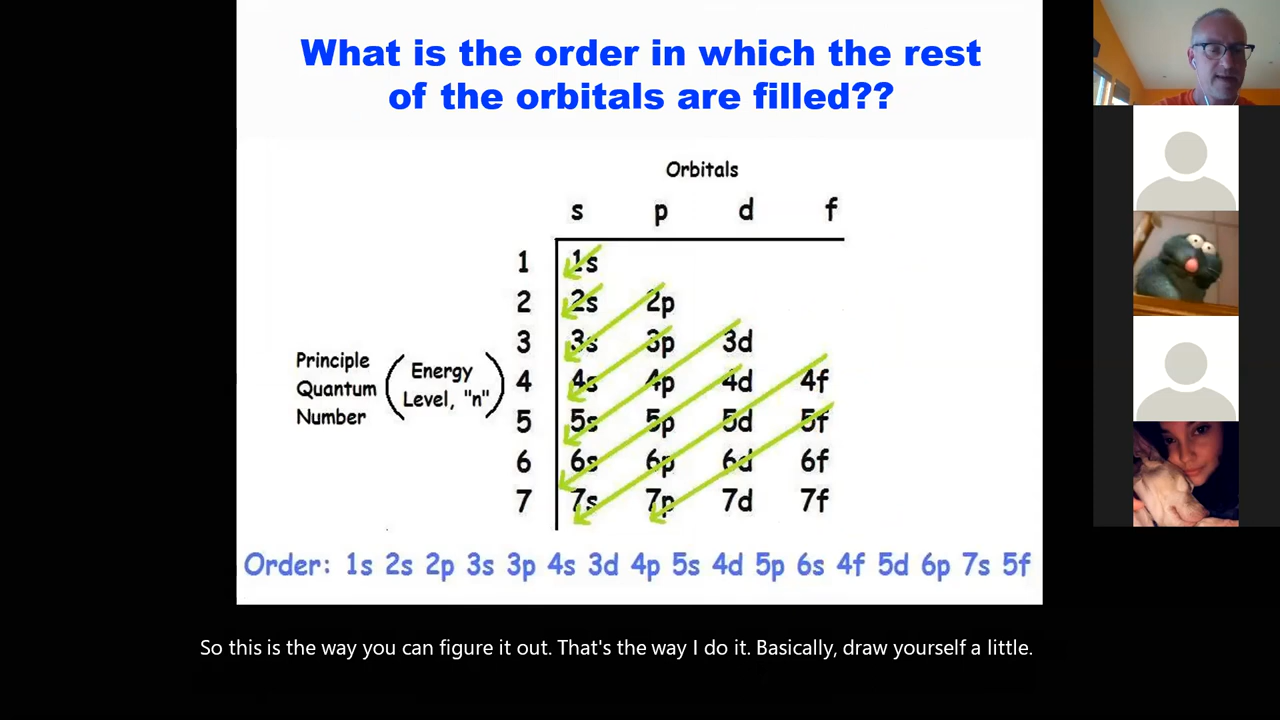 What is the order in which the rest
of the orbitals are filled??
Orbitals
s p d f
1 1s
2 2s 2p
3 3s 3p 3d
4 4s 4p 4d 4f
5 5s 5p 5d 5f
6 6s 6p 6d 6f
7 7s 7p 7d 7f
Principle
Quantum
Number
(Energy
Level, "n")
Order: 1s 2s 2p 3s 3p 4s 3d 4p 5s 4d 5p 6s 4f 5d 6p 7s 5f
So this is the way you can figure it out. That's the way I do it. Basically, draw yourself a little.